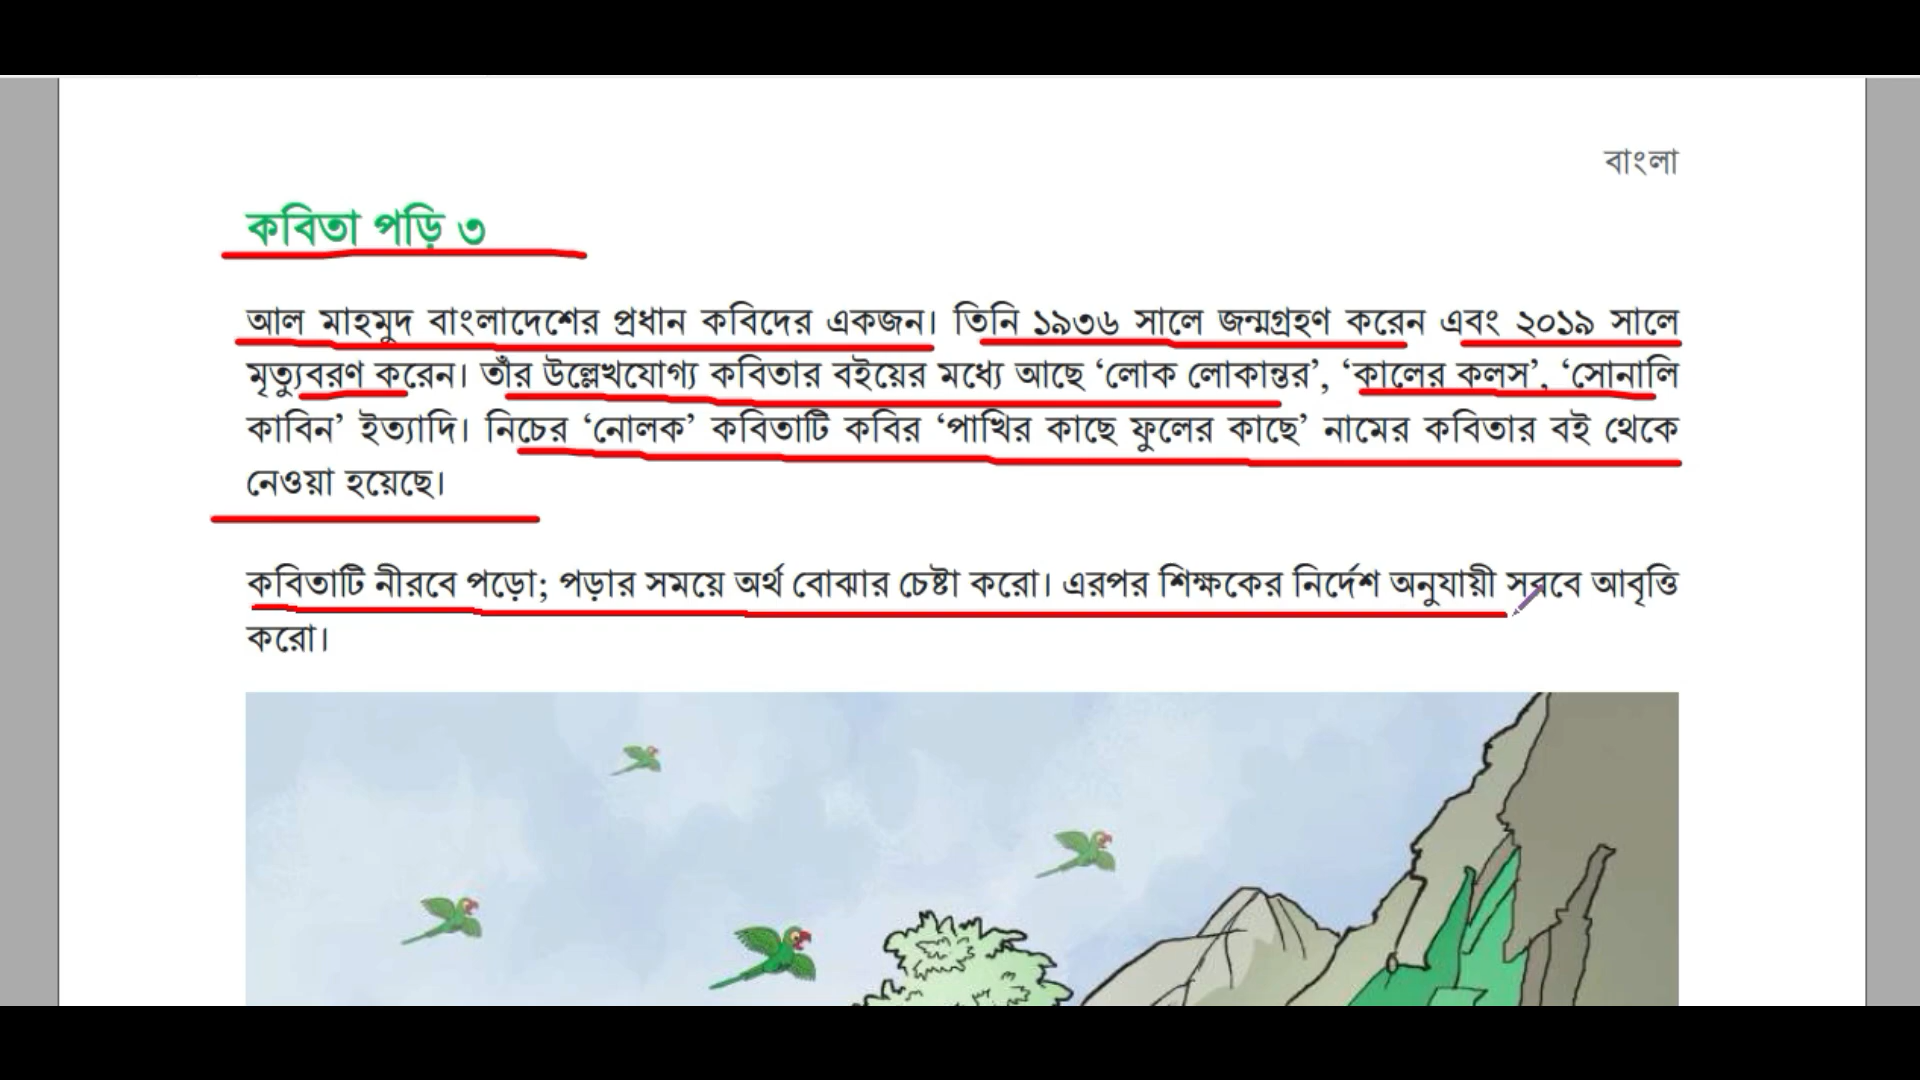 বাংলা
কবিতা পড়ি ৩
আল মাহমুদ বাংলাদেশের প্রধান কবিদের একজন। তিনি ১৯৩৬ সালে জন্মগ্রহণ করেন এবং ২০১৯ সালে
মৃত্যুবরণ করেন। তাঁর উল্লেখযোগ্য কবিতার বইয়ের মধ্যে আছে ‘লোক লোকান্তর’, ‘কালের কলস’, ‘সোনালি
কাবিন’ ইত্যাদি। নিচের ‘নোলক’ কবিতাটি কবির ‘পাখির কাছে ফুলের কাছে’ নামের কবিতার বই থেকে
নেওয়া হয়েছে।
কবিতাটি নীরবে পড়ো; পড়ার সময়ে অর্থ বোঝার চেষ্টা করো। এরপর শিক্ষকের নির্দেশ অনুযায়ী সরবে আবৃত্তি
করো।